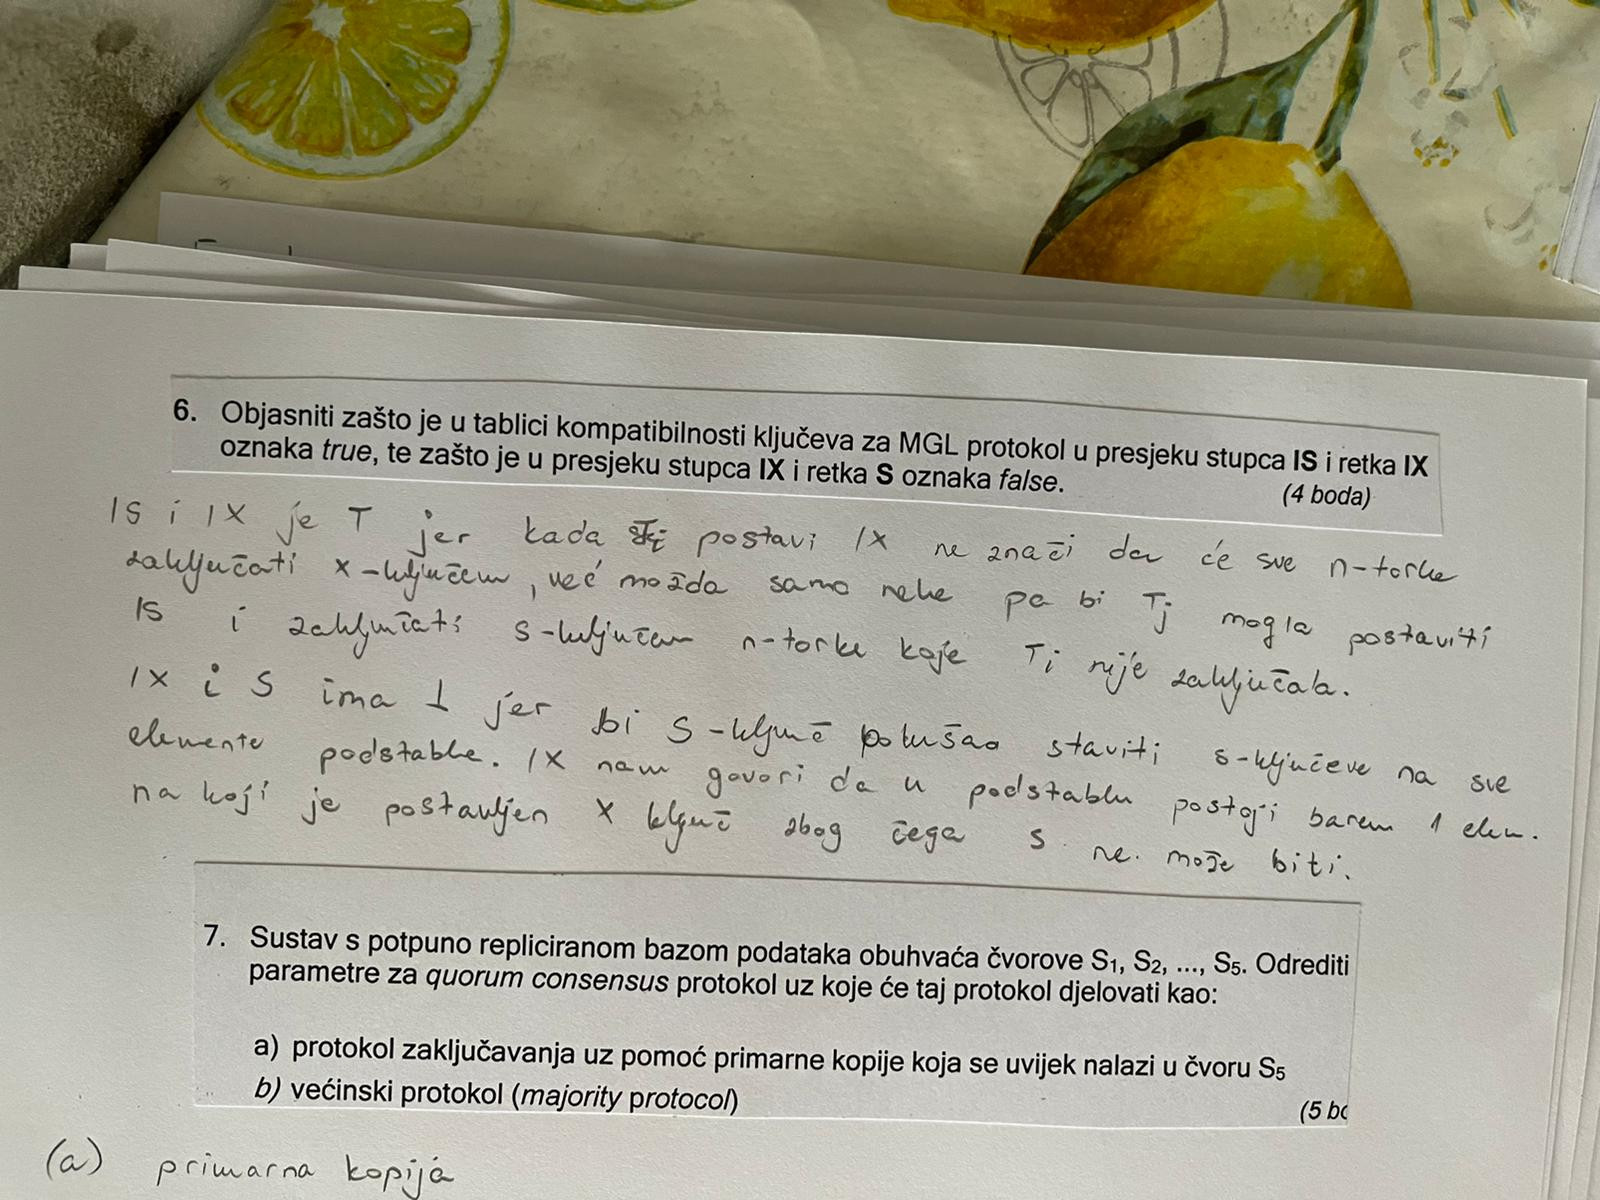 6. Objasniti zašto je u tablici kompatibilnosti ključeva za MGL protokol u presjeku stupca IS i retka IX
oznaka true, te zašto je u presjeku stupca IX i retka S oznaka false.
(4 boda)
IS i IX je T jer kada postavi IX ne znači da će sve n-torke
zaključati x-ključem, već možda samo neke pa bi Tj mogla postaviti
IS i zaključati s-ključem n-torke koje Ti nije zaključala.
IX i S ima ⊥ jer bi S-ključ pokušao staviti s-ključeve na sve
elemente podstabla. IX nam govori da u podstablu postoji barem 1 elem.
na koji je postavljen X ključ zbog čega S ne može biti.
7. Sustav s potpuno repliciranom bazom podataka obuhvaća čvorove S1, S2, ..., S5. Odrediti
parametre za quorum consensus protokol uz koje će taj protokol djelovati kao:
a) protokol zaključavanja uz pomoć primarne kopije koja se uvijek nalazi u čvoru S5
b) većinski protokol (majority protocol)
(5 bo
(a) primarna kopija